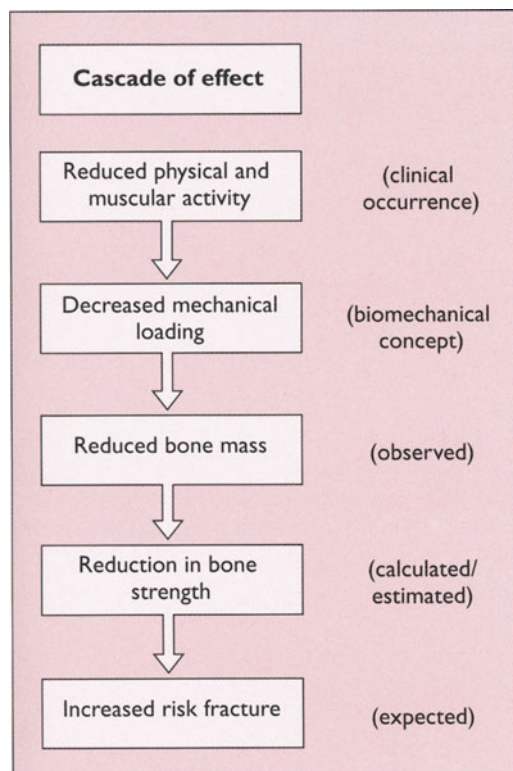 Cascade of effect
Reduced physical and
muscular activity
(clinical
occurrence)
Decreased mechanical
loading
(biomechanical
concept)
Reduced bone mass
(observed)
Reduction in bone
strength
(calculated/
estimated)
Increased risk fracture
(expected)